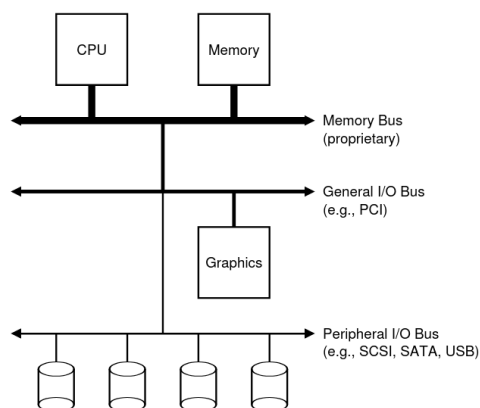 CPU
Memory
Memory Bus
(proprietary)
General I/O Bus
(e.g., PCI)
Graphics
Peripheral I/O Bus
(e.g., SCSI, SATA, USB)